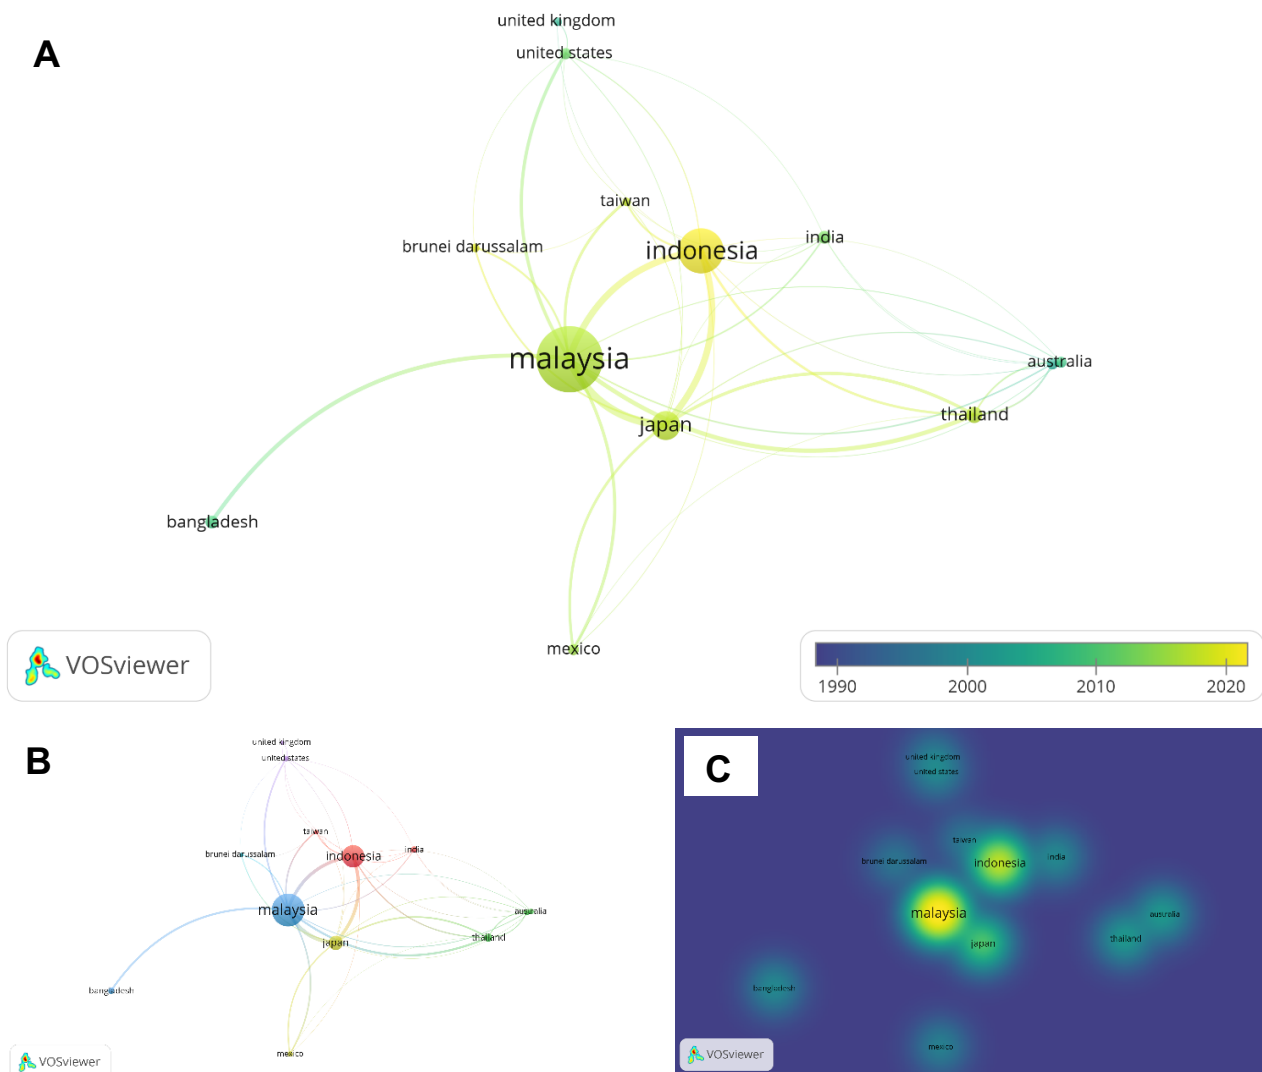 A
united kingdom
united states
taiwan
brunei darussalam
indonesia
india
malaysia
australia
thailand
japan
bangladesh
mexico
VOSviewer
1990 2000 2010 2020
B
united kingdom
united states
taiwan
brunei darussalam
indonesia
india
malaysia
australia
thailand
japan
bangladesh
mexico
VOSviewer
C
united kingdom
united states
taiwan
brunei darussalam
indonesia
india
malaysia
australia
thailand
japan
bangladesh
mexico
VOSviewer